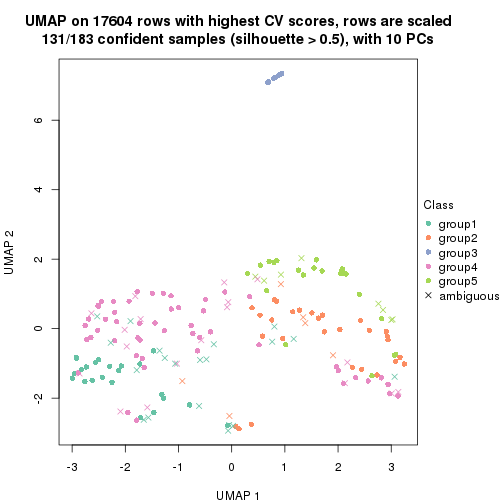 UMAP on 17604 rows with highest CV scores, rows are scaled
131/183 confident samples (silhouette > 0.5), with 10 PCs
UMAP 2
6
4
2
0
-2
-3
-2
-1
0
1
2
3
UMAP 1
Class
group1
group2
group3
group4
group5
ambiguous